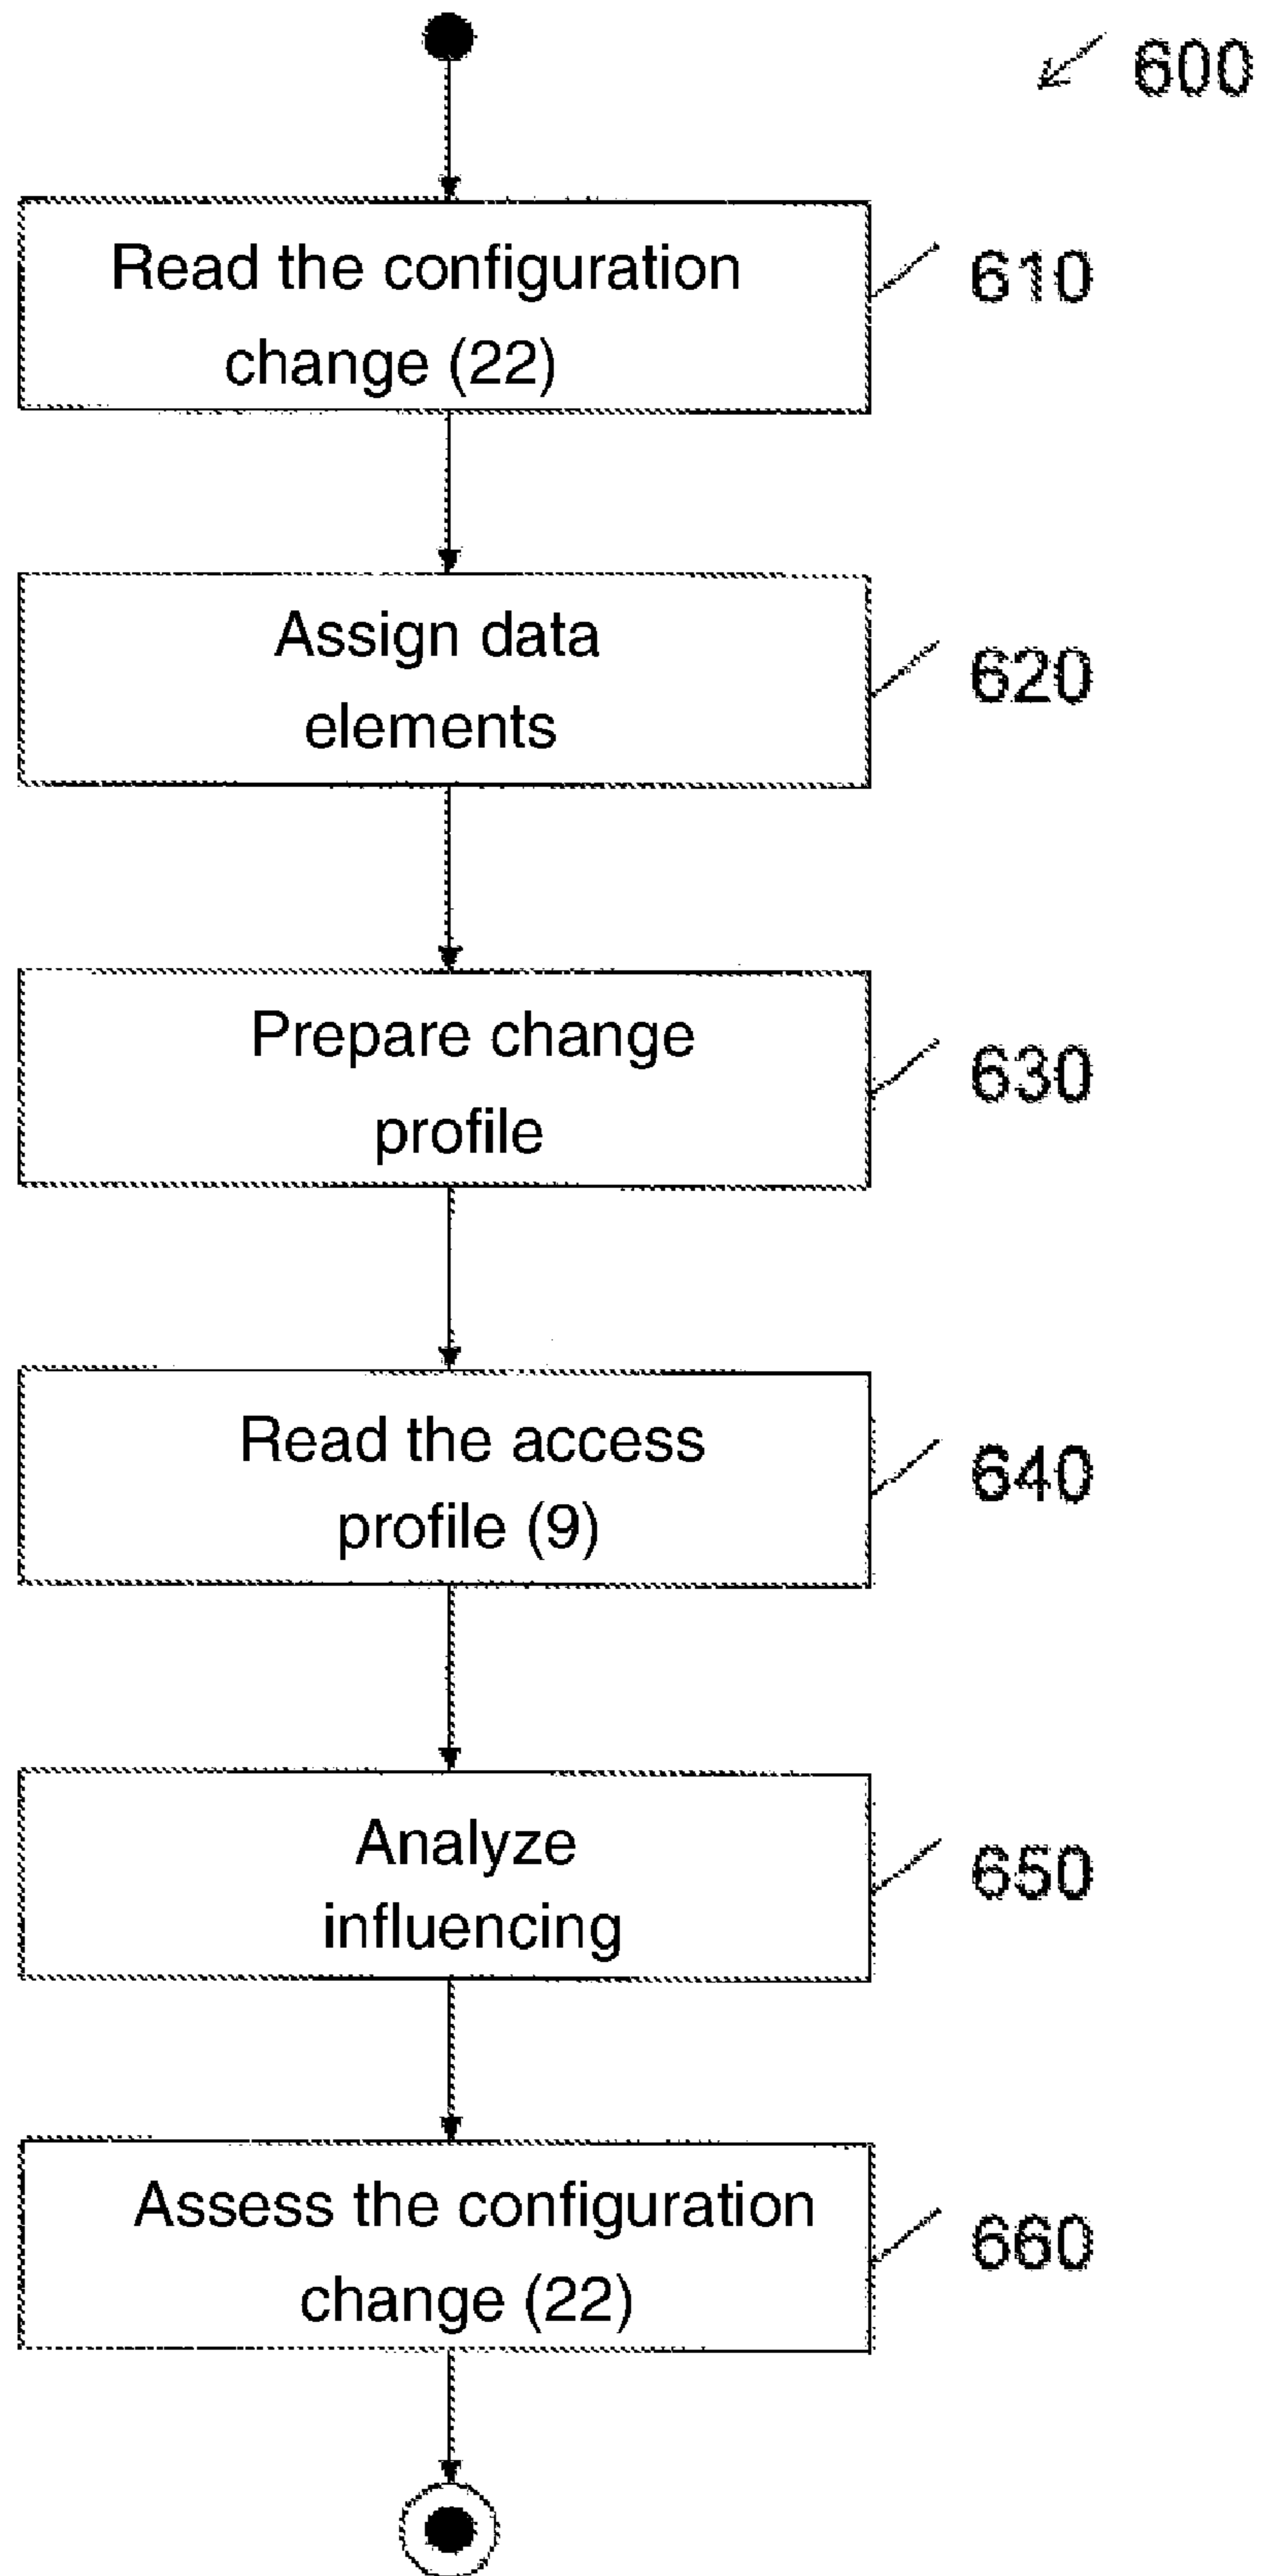 600
Read the configuration
change (22)
610
Assign data
elements
620
Prepare change
profile
630
Read the access
profile (9)
640
Analyze
influencing
650
Assess the configuration
change (22)
660